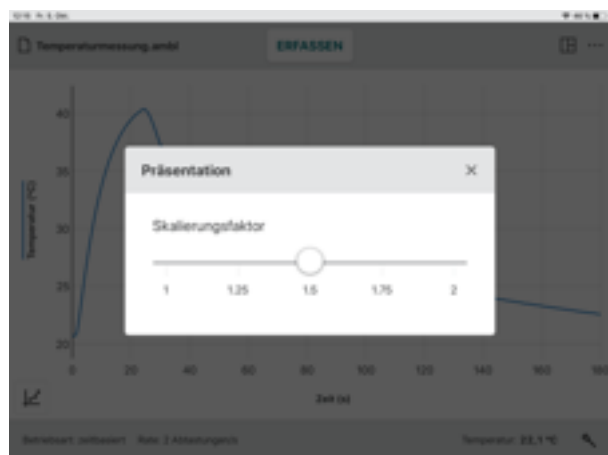 Temperaturmessung.ambl
ERFASSEN
Präsentation
Skalierungsfaktor
1 1.25 1.5 1.75 2
Temperatur (°C)
40
35
30
25
20
0 20 40 60 80 100 120 140 160 180
Zeit (s)
Betriebsart: zeitbasiert Rate: 2 Abtastungen/s
Temperatur: 22,1 °C